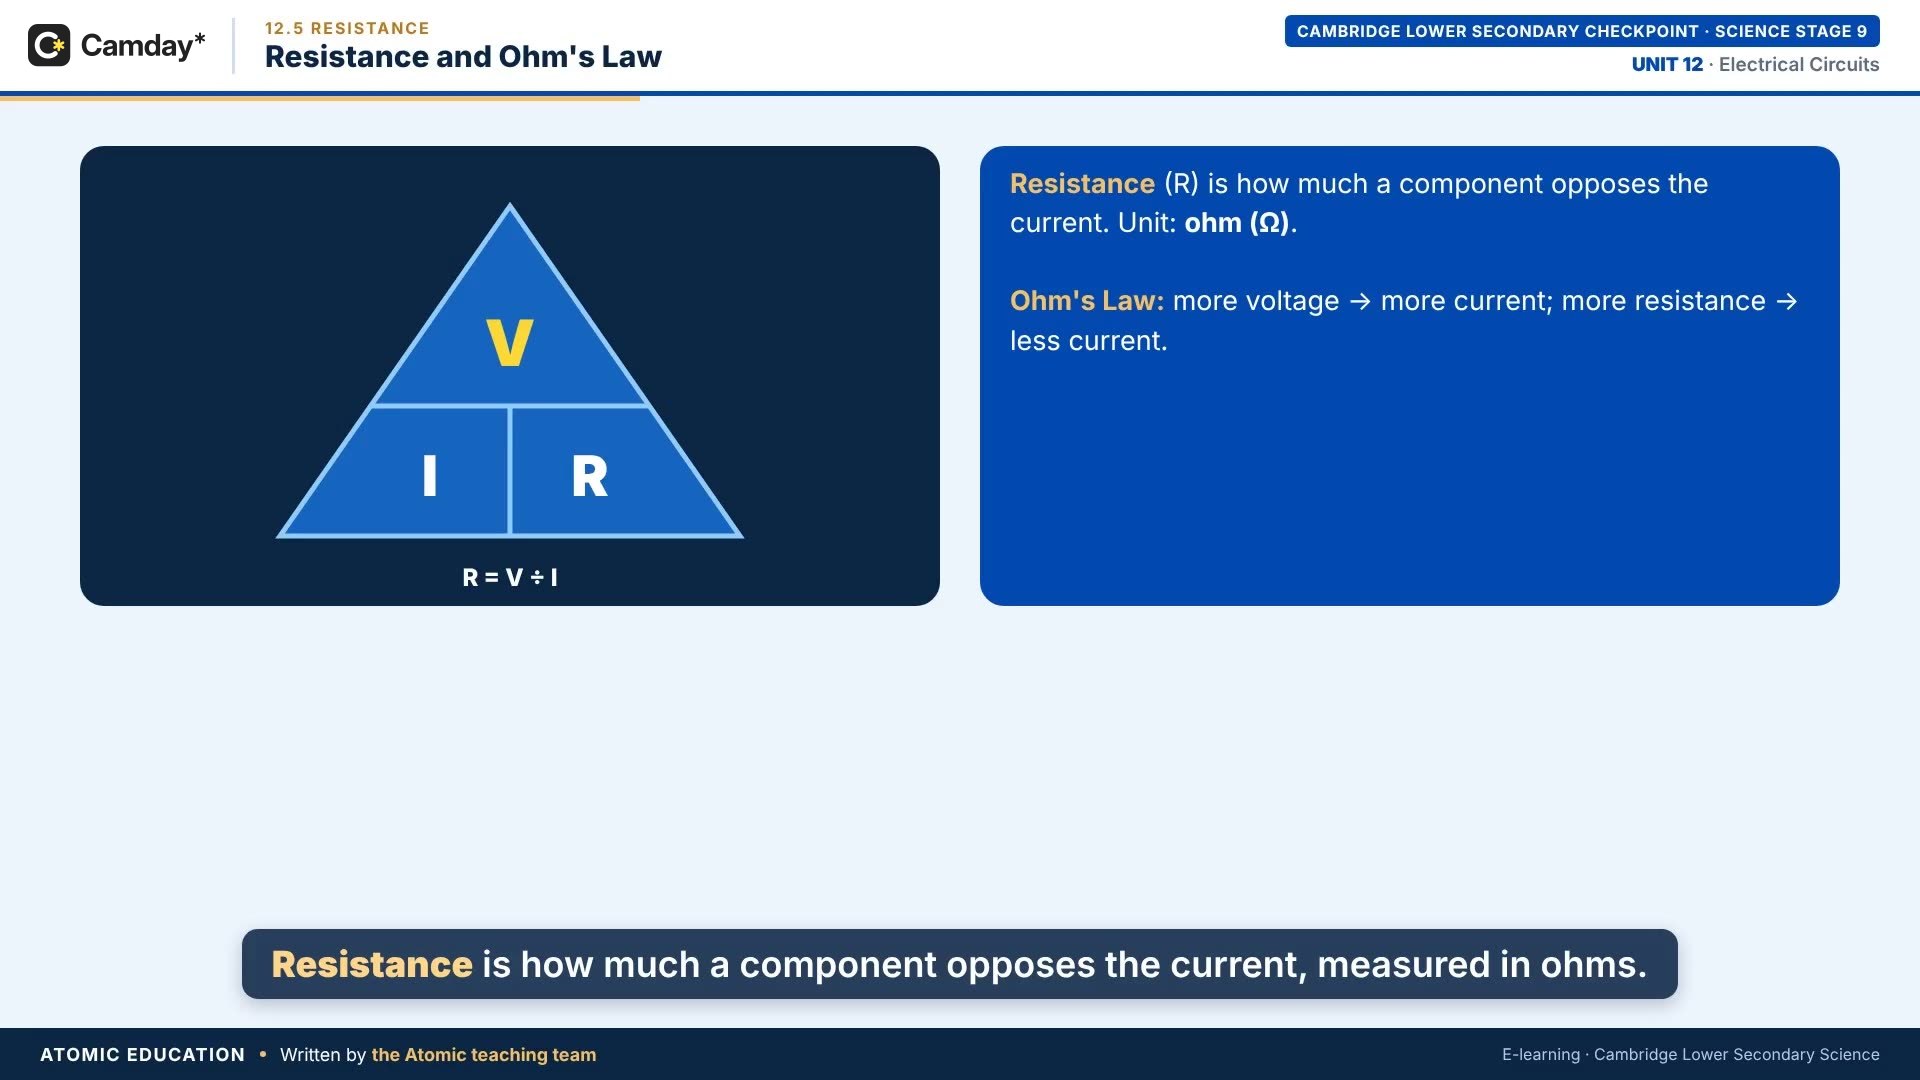 Camday*
12.5 RESISTANCE
Resistance and Ohm's Law
CAMBRIDGE LOWER SECONDARY CHECKPOINT · SCIENCE STAGE 9
UNIT 12 · Electrical Circuits
V
I R
R = V ÷ I
Resistance (R) is how much a component opposes the
current. Unit: ohm (Ω).
Ohm's Law: more voltage → more current; more resistance →
less current.
Resistance is how much a component opposes the current, measured in ohms.
ATOMIC EDUCATION • Written by the Atomic teaching team
E-learning · Cambridge Lower Secondary Science